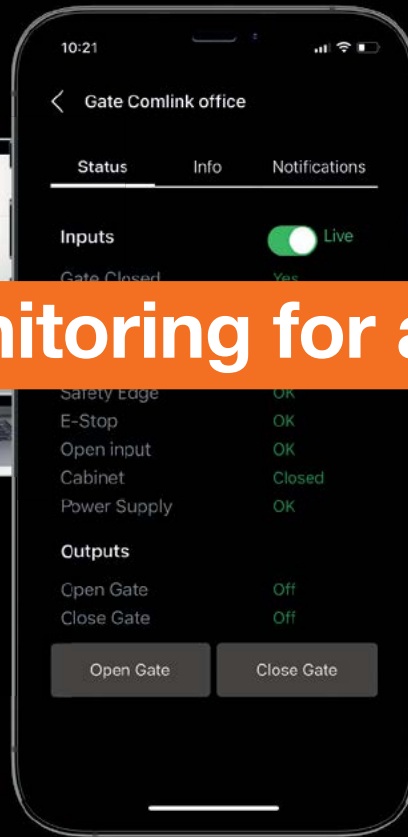 10:21
Gate Comlink office
Status Info Notifications
Inputs Live
Gate Closed Yes
nitoring for a
Safety Edge OK
E-Stop OK
Open input OK
Cabinet Closed
Power Supply OK
Outputs
Open Gate Off
Close Gate Off
Open Gate Close Gate